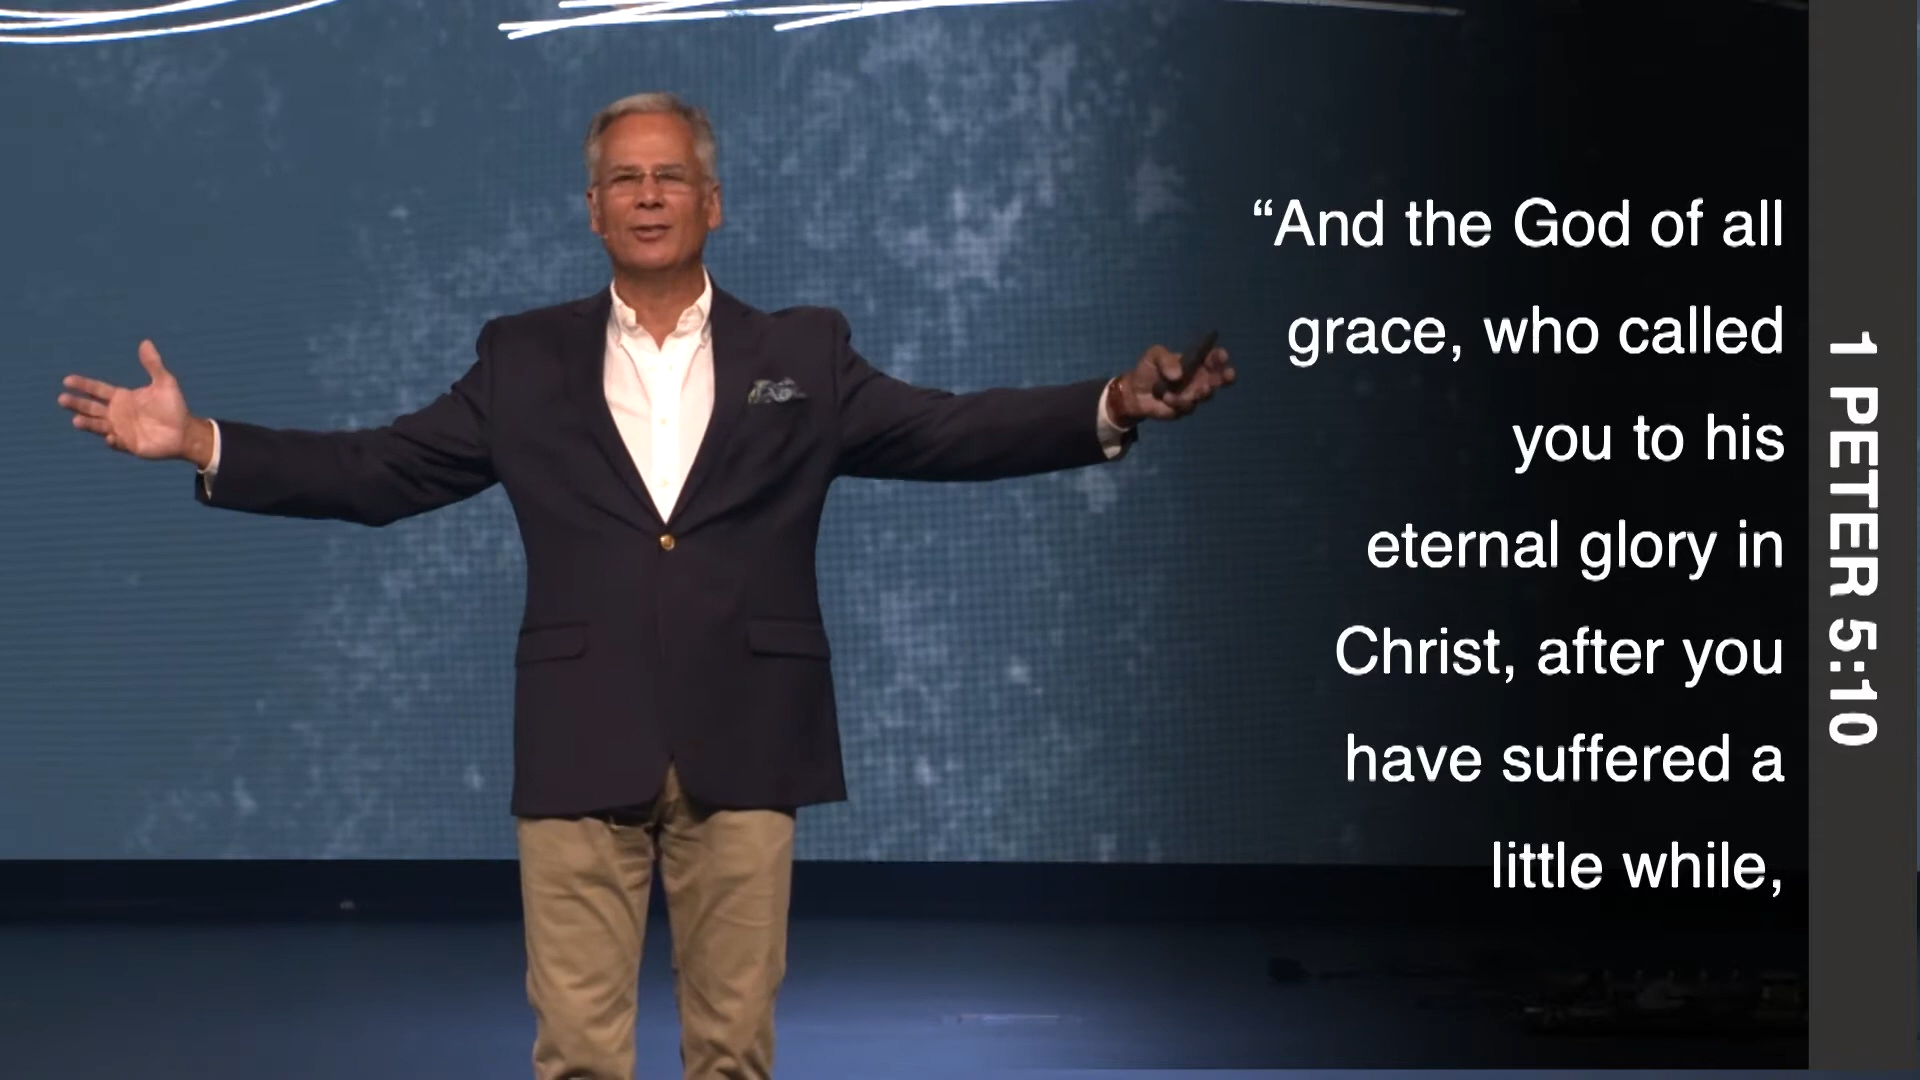 “And the God of all
grace, who called
you to his
eternal glory in
Christ, after you
have suffered a
little while,
1 PETER 5:10